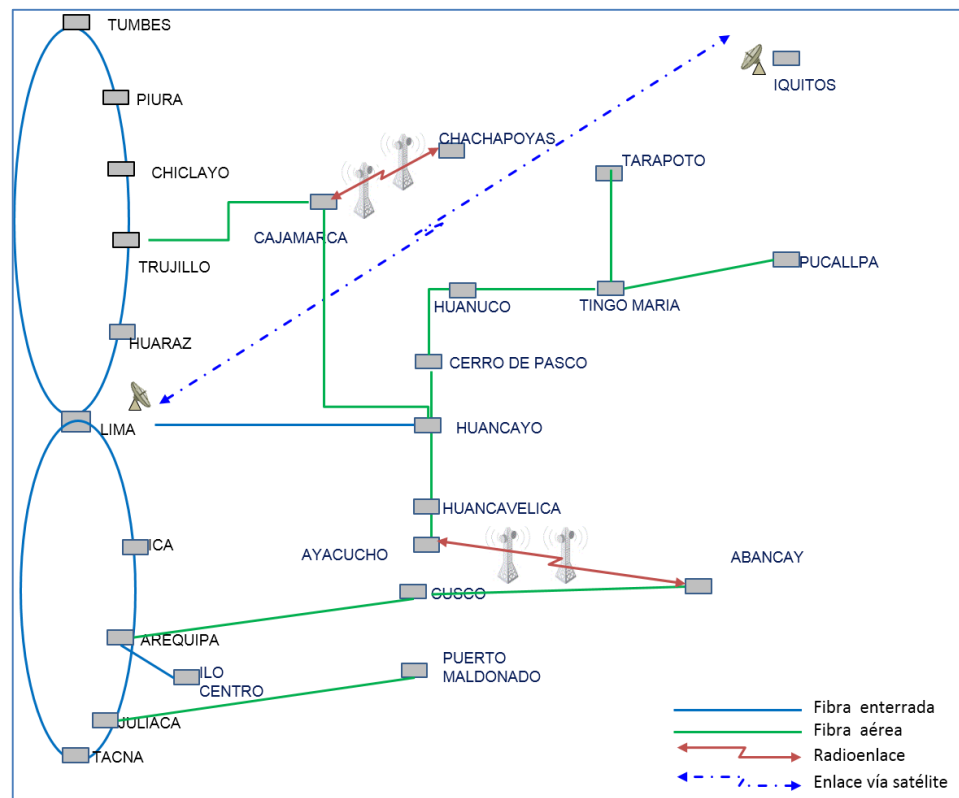 TUMBES
IQUITOS
PIURA
CHACHAPOYAS
TARAPOTO
CHICLAYO
CAJAMARCA
TRUJILLO
PUCALLPA
HUANUCO
TINGO MARIA
HUARAZ
CERRO DE PASCO
LIMA
HUANCAYO
HUANCAVELICA
ICA
AYACUCHO
ABANCAY
CUSCO
AREQUIPA
PUERTO
MALDONADO
ILO
CENTRO
JULIACA
TACNA
Fibra enterrada
Fibra aérea
Radioenlace
Enlace vía satélite